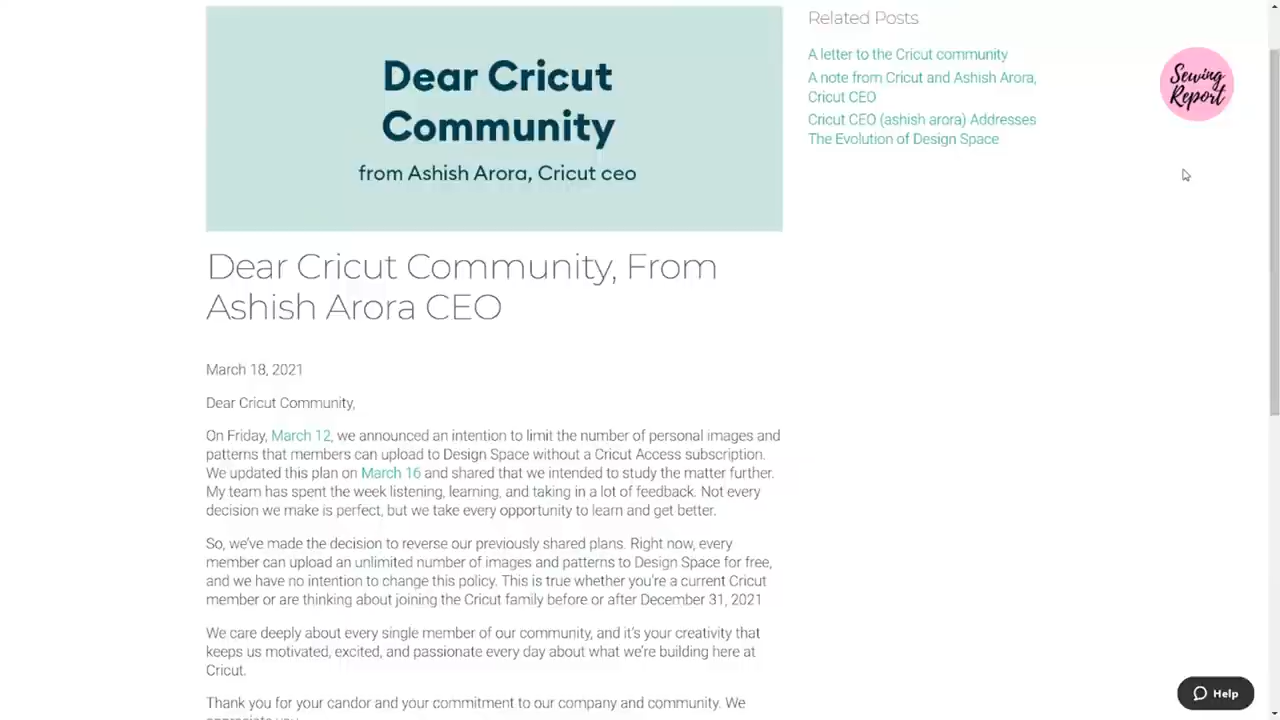 Dear Cricut
Community
from Ashish Arora, Cricut ceo
Dear Cricut Community, From
Ashish Arora CEO
March 18, 2021
Dear Cricut Community,
On Friday, March 12, we announced an intention to limit the number of personal images and
patterns that members can upload to Design Space without a Cricut Access subscription.
We updated this plan on March 16 and shared that we intended to study the matter further.
My team has spent the week listening, learning, and taking in a lot of feedback. Not every
decision we make is perfect, but we take every opportunity to learn and get better.
So, we've made the decision to reverse our previously shared plans. Right now, every
member can upload an unlimited number of images and patterns to Design Space for free,
and we have no intention to change this policy. This is true whether you're a current Cricut
member or are thinking about joining the Cricut family before or after December 31, 2021
We care deeply about every single member of our community, and it's your creativity that
keeps us motivated, excited, and passionate every day about what we're building here at
Cricut.
Thank you for your candor and your commitment to our company and community. We
appreciate you
Related Posts
A letter to the Cricut community
A note from Cricut and Ashish Arora,
Cricut CEO
Cricut CEO (ashish arora) Addresses
The Evolution of Design Space
Sewing
Report
Help